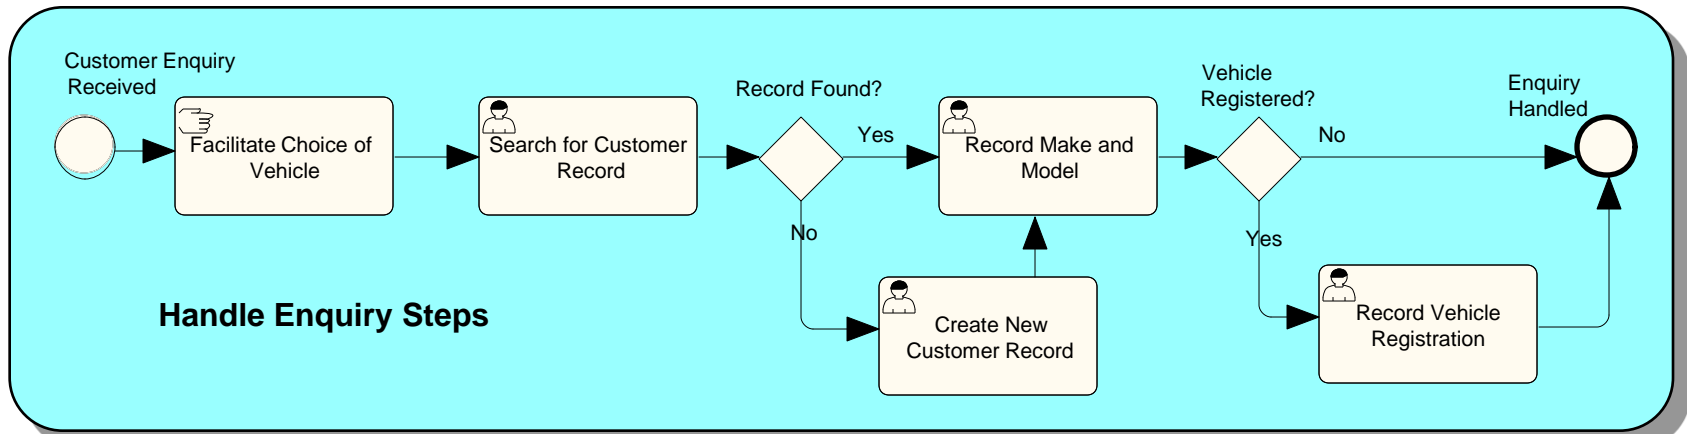 Customer Enquiry
Received
Facilitate Choice of
Vehicle
Search for Customer
Record
Record Found?
Yes
No
Create New
Customer Record
Record Make and
Model
Vehicle
Registered?
No
Yes
Record Vehicle
Registration
Enquiry
Handled
Handle Enquiry Steps